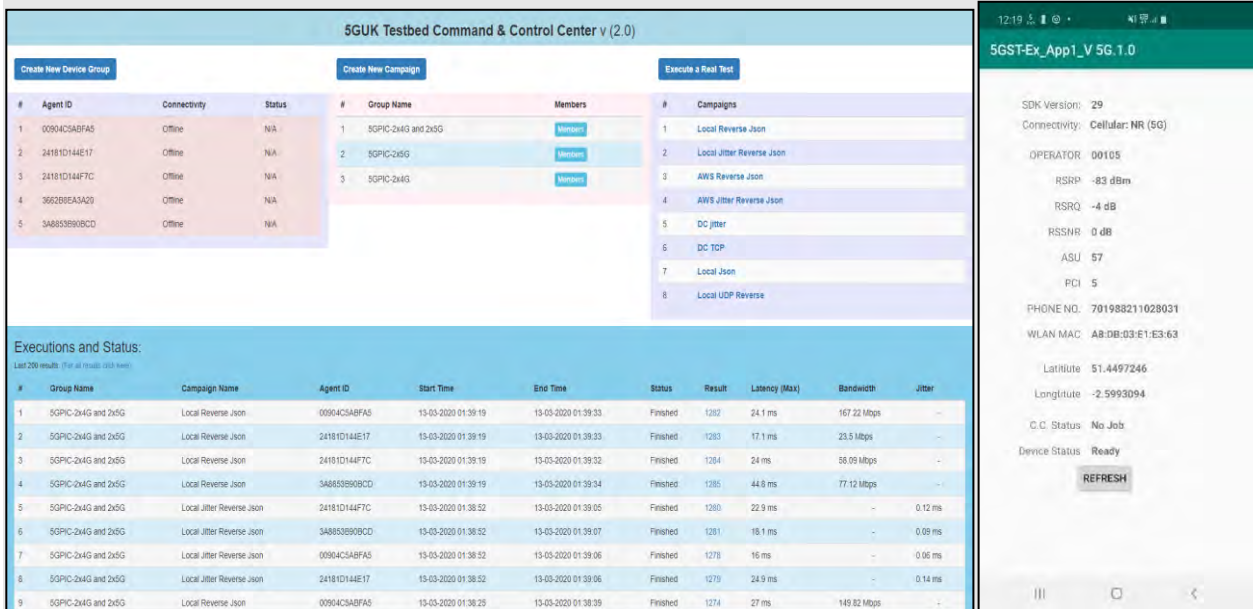 5GUK Testbed Command & Control Center v (2.0)
Create New Device Group
# Agent ID Connectivity Status
1 00904C5ABFA5 Offline N/A
2 24181D144E17 Offline N/A
3 24181D144F7C Offline N/A
4 3662B8EA3A29 Offline N/A
5 3A8853B90BCD Offline N/A
Create New Campaign
# Group Name Members
1 5GPIC-2x4G and 2x5G Members
2 5GPIC-2x5G Members
3 5GPIC-2x4G Members
Execute a Real Test
# Campaigns
1 Local Reverse Json
2 Local Jitter Reverse Json
3 AWS Reverse Json
4 AWS Jitter Reverse Json
5 DC jitter
6 DC TCP
7 Local Json
8 Local UDP Reverse
Executions and Status:
Last 200 results. (For all results click here)
# Group Name Campaign Name Agent ID Start Time End Time Status Result Latency (Max) Bandwidth Jitter
1 5GPIC-2x4G and 2x5G Local Reverse Json 00904C5ABFA5 13-03-2020 01:39:19 13-03-2020 01:39:33 Finished 1282 24.1 ms 167.22 Mbps -
2 5GPIC-2x4G and 2x5G Local Reverse Json 24181D144E17 13-03-2020 01:39:19 13-03-2020 01:39:33 Finished 1283 17.1 ms 23.5 Mbps -
3 5GPIC-2x4G and 2x5G Local Reverse Json 24181D144F7C 13-03-2020 01:39:19 13-03-2020 01:39:32 Finished 1284 24 ms 58.09 Mbps -
4 5GPIC-2x4G and 2x5G Local Reverse Json 3A8853B90BCD 13-03-2020 01:39:19 13-03-2020 01:39:34 Finished 1285 44.8 ms 77.12 Mbps -
5 5GPIC-2x4G and 2x5G Local Jitter Reverse Json 24181D144F7C 13-03-2020 01:38:52 13-03-2020 01:39:05 Finished 1280 22.9 ms - 0.12 ms
6 5GPIC-2x4G and 2x5G Local Jitter Reverse Json 3A8853B90BCD 13-03-2020 01:38:52 13-03-2020 01:39:07 Finished 1281 18.1 ms - 0.09 ms
7 5GPIC-2x4G and 2x5G Local Jitter Reverse Json 00904C5ABFA5 13-03-2020 01:38:52 13-03-2020 01:39:06 Finished 1278 16 ms - 0.06 ms
8 5GPIC-2x4G and 2x5G Local Jitter Reverse Json 24181D144E17 13-03-2020 01:38:52 13-03-2020 01:39:06 Finished 1279 24.9 ms - 0.14 ms
9 5GPIC-2x4G and 2x5G Local Reverse Json 00904C5ABFA5 13-03-2020 01:38:25 13-03-2020 01:38:39 Finished 1274 27 ms 149.82 Mbps -
12:19
5GST-Ex_App1_V 5G.1.0
SDK Version: 29
Connectivity: Cellular: NR (5G)
OPERATOR 00105
RSRP -83 dBm
RSRQ -4 dB
RSSNR 0 dB
ASU 57
PCI 5
PHONE NO. 701988211028031
WLAN MAC A8:DB:03:E1:E3:63
Latitiute 51.4497246
Longtitute -2.5993094
C.C. Status No Job
Device Status Ready
REFRESH